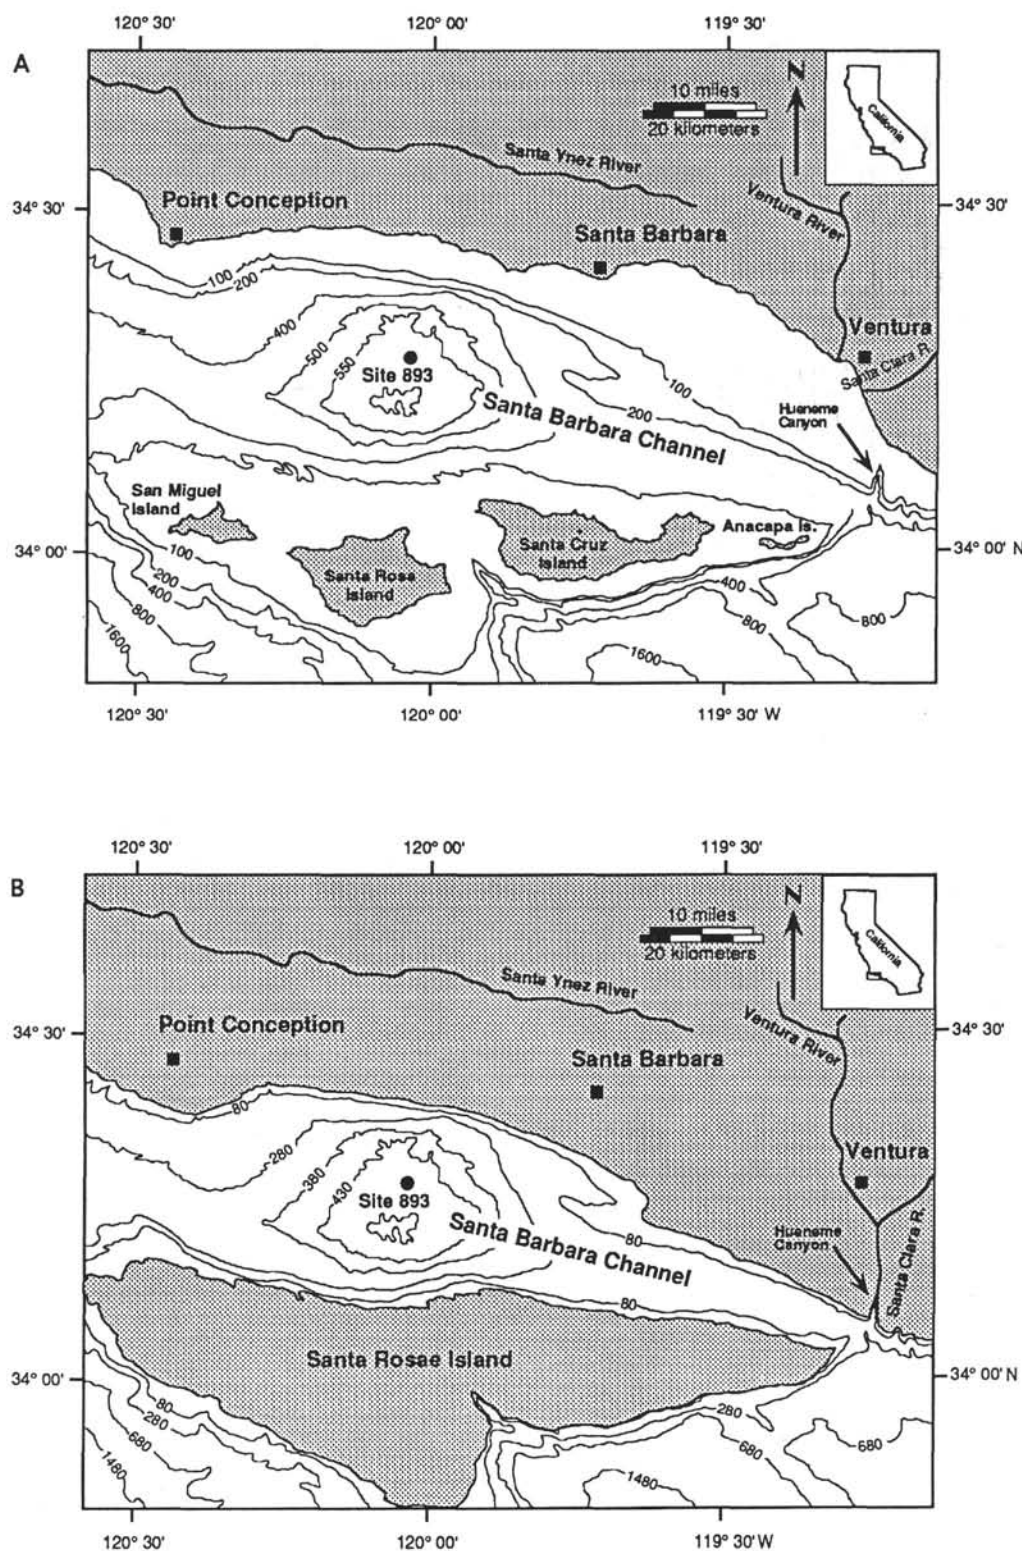 120° 30'
120° 00'
119° 30'
A
N
10 miles
20 kilometers
California
Santa Ynez River
Ventura River
34° 30'
34° 30'
Point Conception
Santa Barbara
100
200
400
Ventura
Santa Clara R.
500
550
Site 893
100
200
Santa Barbara Channel
Hueneme
Canyon
San Miguel
Island
Anacapa Is.
Santa Cruz
Island
34° 00'
34° 00' N
100
200
400
800
1600
Santa Rosa
Island
400
800
800
1600
120° 30'
120° 00'
119° 30' W
120° 30'
120° 00'
119° 30'
B
N
10 miles
20 kilometers
California
Santa Ynez River
Ventura River
34° 30'
34° 30'
Point Conception
Santa Barbara
80
280
Ventura
380
430
Site 893
Santa Barbara Channel
80
Hueneme
Canyon
Santa Clara R.
80
Santa Rosae Island
34° 00'
34° 00' N
80
280
680
1480
280
680
680
1480
120° 30'
120° 00'
119° 30' W